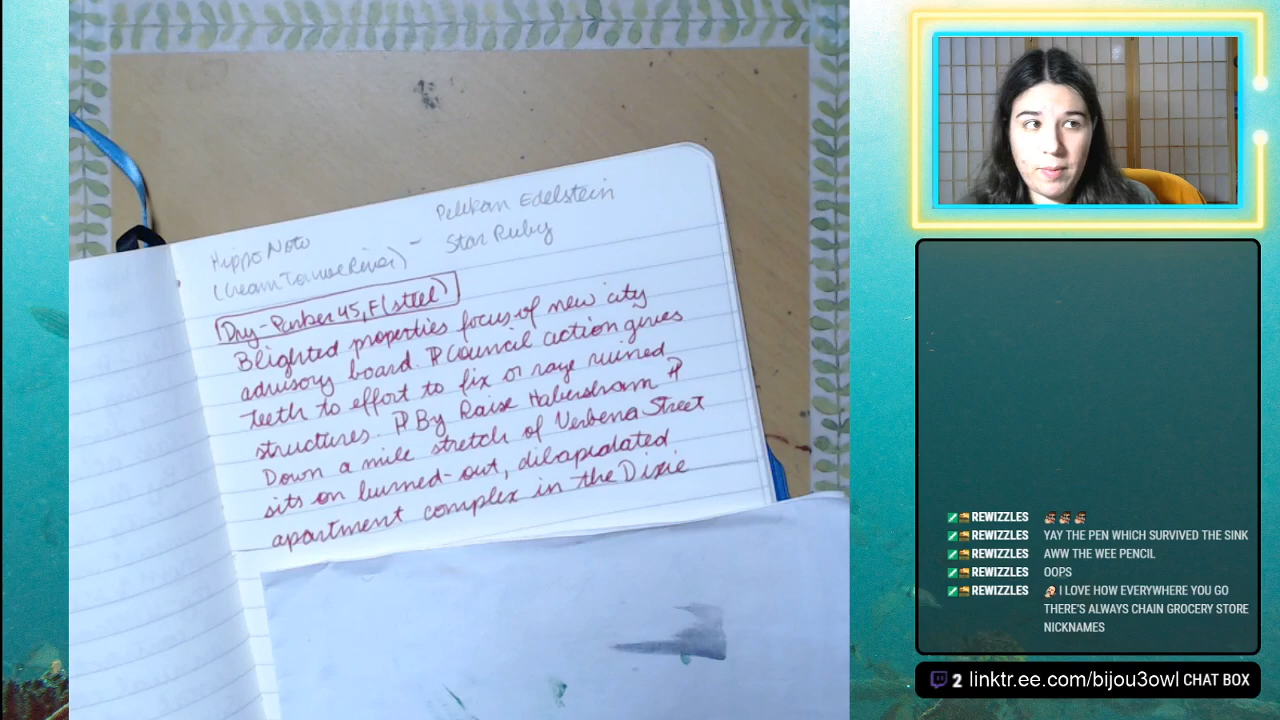 Hippo Noto
(Cream Tomoe River) - Pelikan Edelstein
Star Ruby
Dry-Parker 45, F (steel)
Blighted properties focus of new city
advisory board. ⁋ Council action gives
teeth to effort to fix or raze ruined
structures. ⁋ By Raise Habersham ⁋
Down a mile stretch of Verbena Street
sits on burned-out, dilapidated
apartment complex in the Dixie
REWIZZLES
REWIZZLES YAY THE PEN WHICH SURVIVED THE SINK
REWIZZLES AWW THE WEE PENCIL
REWIZZLES OOPS
REWIZZLES I LOVE HOW EVERYWHERE YOU GO
THERE'S ALWAYS CHAIN GROCERY STORE
NICKNAMES
2 linktr.ee.com/bijou3owl CHAT BOX